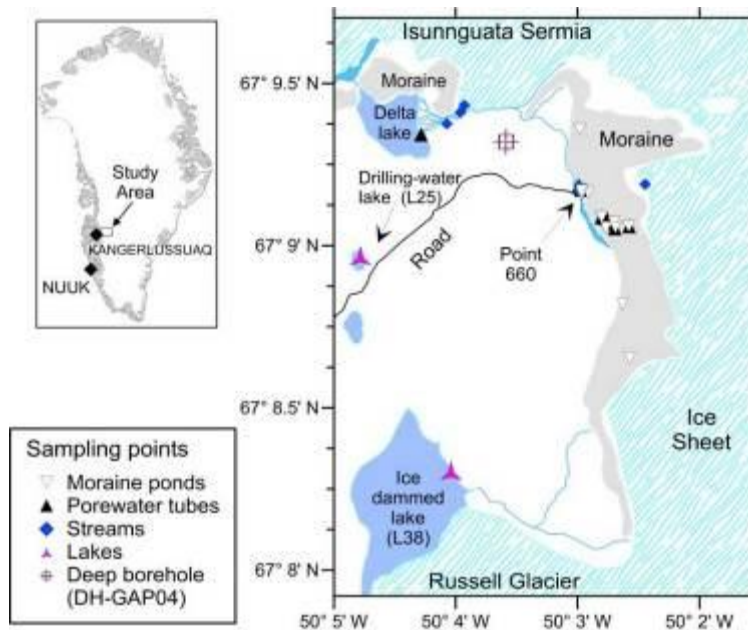 Isunnguata Sermia
67° 9.5' N
Moraine
Delta
lake
Moraine
Study
Area
KANGERLUSSUAQ
NUUK
Drilling-water
lake (L25)
67° 9' N
Road
Point
660
67° 8.5' N
Ice
Sheet
Ice
dammed
lake
(L38)
67° 8' N
Russell Glacier
50° 5' W
50° 4' W
50° 3' W
50° 2' W
Sampling points
Moraine ponds
Porewater tubes
Streams
Lakes
Deep borehole
(DH-GAP04)